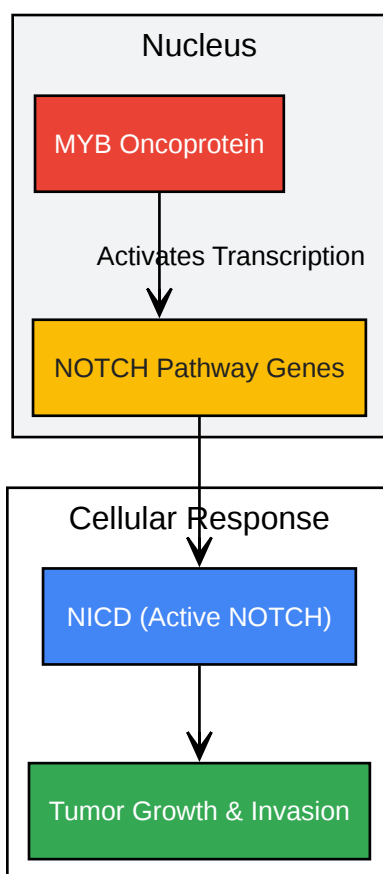 Nucleus
MYB Oncoprotein
Activates Transcription
NOTCH Pathway Genes
Cellular Response
NICD (Active NOTCH)
Tumor Growth & Invasion